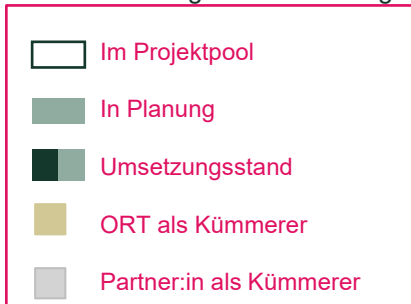 Im Projektpool
In Planung
Umsetzungsstand
ORT als Kümmerer
Partner:in als Kümmerer